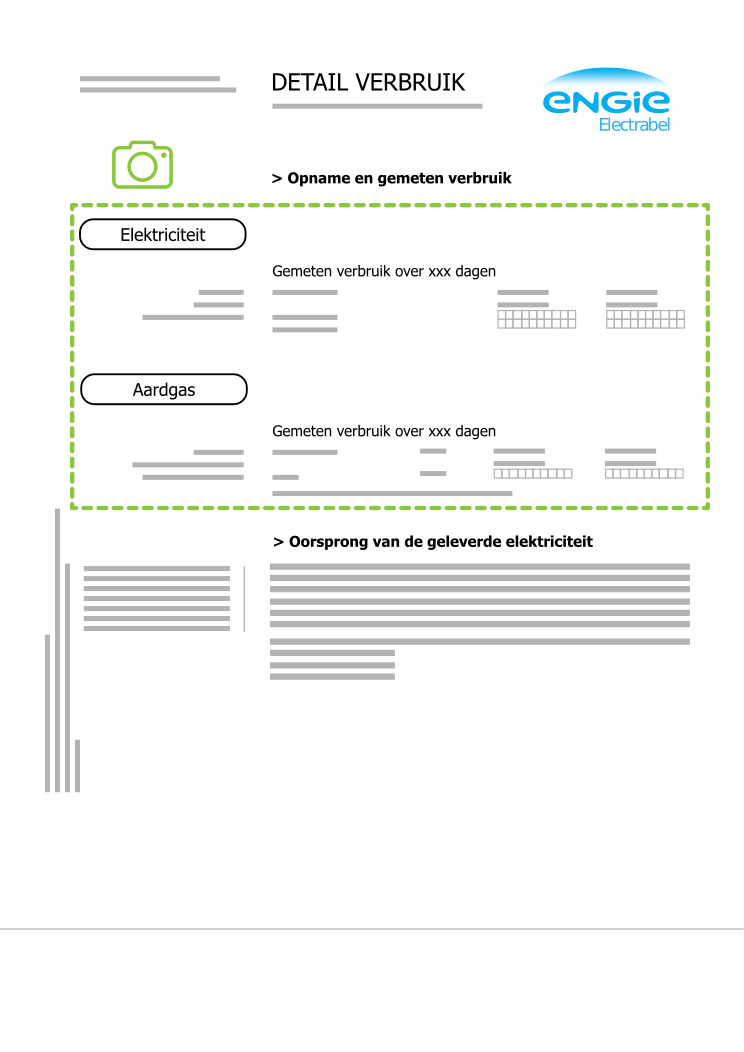 DETAIL VERBRUIK
ENGIE
Electrabel
> Opname en gemeten verbruik
Elektriciteit
Gemeten verbruik over xxx dagen
Aardgas
Gemeten verbruik over xxx dagen
> Oorsprong van de geleverde elektriciteit